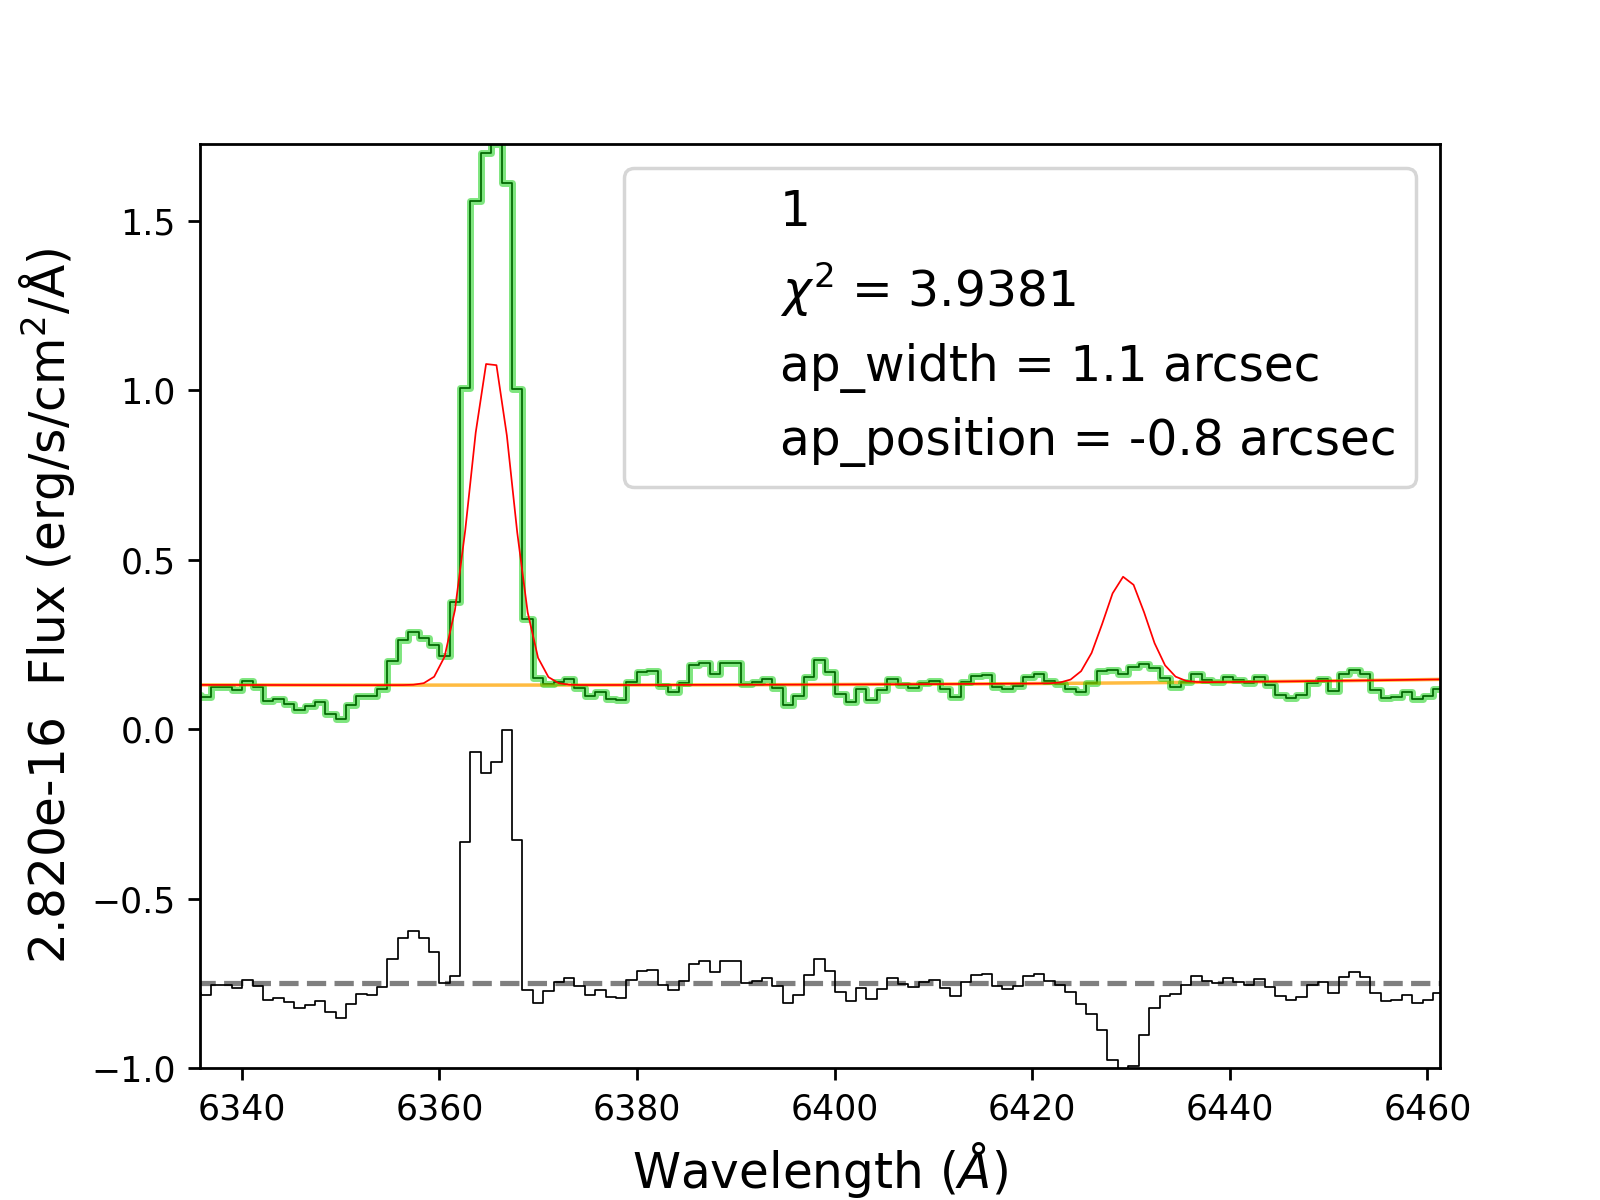 1
χ² = 3.9381
ap_width = 1.1 arcsec
ap_position = -0.8 arcsec
2.820e-16 Flux (erg/s/cm²/Å)
1.5
1.0
0.5
0.0
−0.5
−1.0
6340 6360 6380 6400 6420 6440 6460
Wavelength (Å)